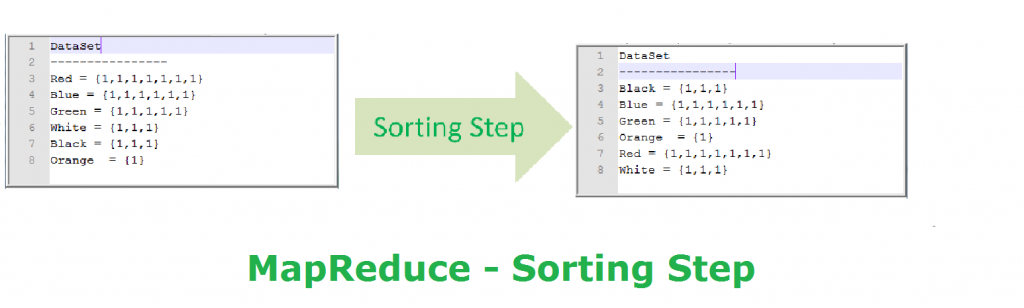 1 DataSet
2 ----------------
3 Red = {1,1,1,1,1,1,1}
4 Blue = {1,1,1,1,1,1}
5 Green = {1,1,1,1,1}
6 White = {1,1,1}
7 Black = {1,1,1}
8 Orange  = {1}
Sorting Step
1 DataSet
2 ----------------
3 Black = {1,1,1}
4 Blue = {1,1,1,1,1,1}
5 Green = {1,1,1,1,1}
6 Orange  = {1}
7 Red = {1,1,1,1,1,1,1}
8 White = {1,1,1}
MapReduce - Sorting Step